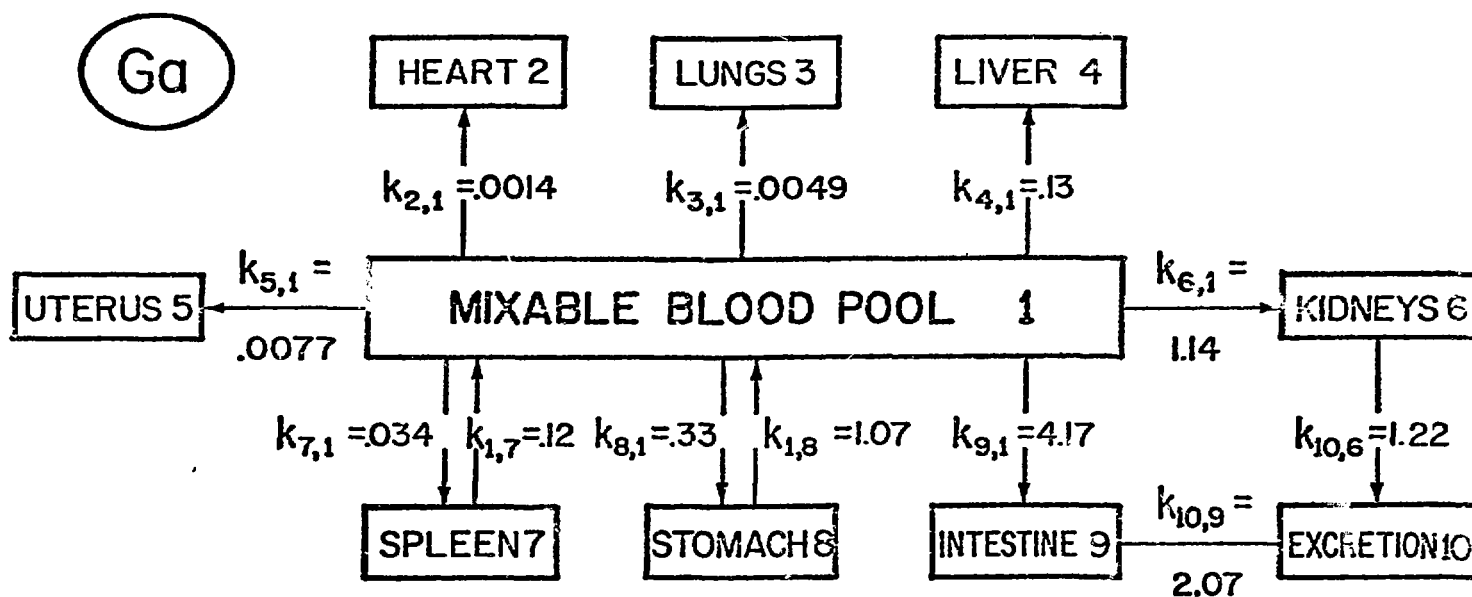 Ga
HEART 2
LUNGS 3
LIVER 4
k2,1 =.0014
k3,1 =.0049
k4,1 =.13
UTERUS 5
k5,1 =
.0077
MIXABLE BLOOD POOL 1
k6,1 =
1.14
KIDNEYS 6
k7,1 =.034
k1,7 =.12
k8,1 =.33
k1,8 =1.07
k9,1 =4.17
k10,6 =1.22
SPLEEN 7
STOMACH 8
INTESTINE 9
k10,9 =
2.07
EXCRETION 10